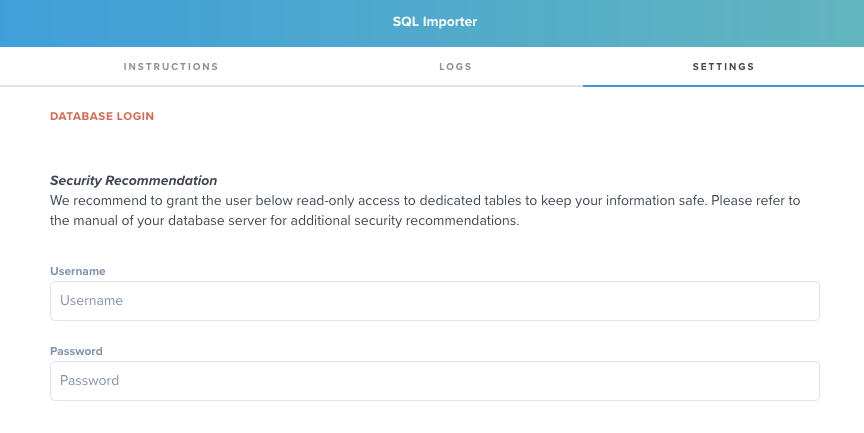 SQL Importer
INSTRUCTIONS
LOGS
SETTINGS
DATABASE LOGIN
Security Recommendation
We recommend to grant the user below read-only access to dedicated tables to keep your information safe. Please refer to
the manual of your database server for additional security recommendations.
Username
Username
Password
Password